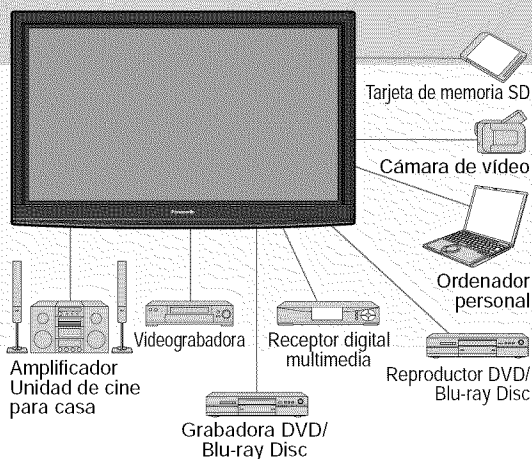 Panasonic
Tarjeta de memoria SD
Cámara de vídeo
Ordenador
personal
Reproductor DVD/
Blu-ray Disc
Receptor digital
multimedia
Videograbadora
Amplificador
Unidad de cine
para casa
Grabadora DVD/
Blu-ray Disc